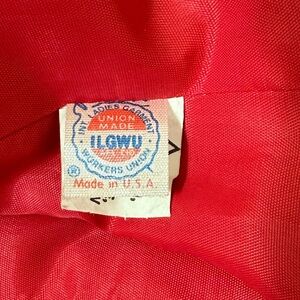 INT. LADIES GARMENT
UNION
MADE
ILGWU
WORKERS UNION
®
Made in U.S.A.